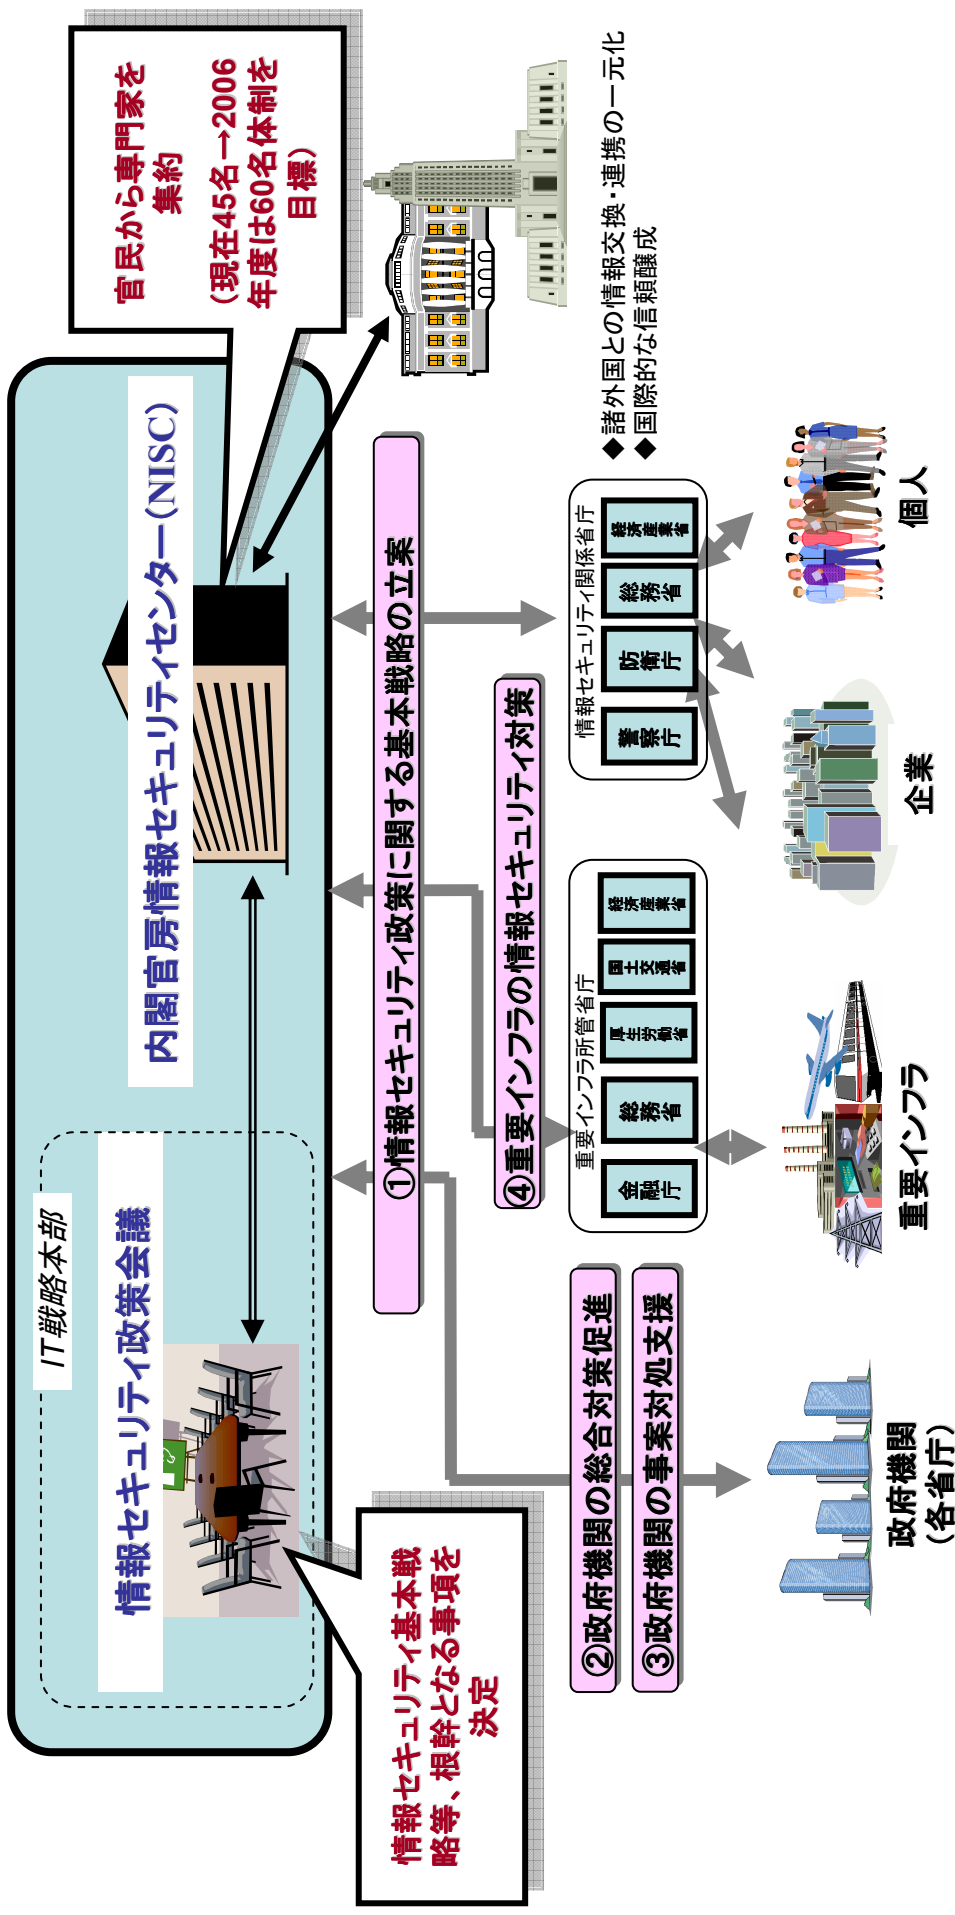 IT戦略本部
情報セキュリティ政策会議
内閣官房情報セキュリティセンター(NISC)
官民から専門家を
集約
(現在45名→2006
年度は60名体制を
目標)
情報セキュリティ基本戦
略等、根幹となる事項を
決定
①情報セキュリティ政策に関する基本戦略の立案
④重要インフラの情報セキュリティ対策
②政府機関の総合対策促進
③政府機関の事案対処支援
◆諸外国との情報交換・連携の一元化
◆国際的な信頼醸成
重要インフラ所管省庁
金融庁
総務省
厚生労働省
国土交通省
経済産業省
情報セキュリティ関係省庁
警察庁
防衛庁
総務省
経済産業省
政府機関
(各省庁)
重要インフラ
企業
個人